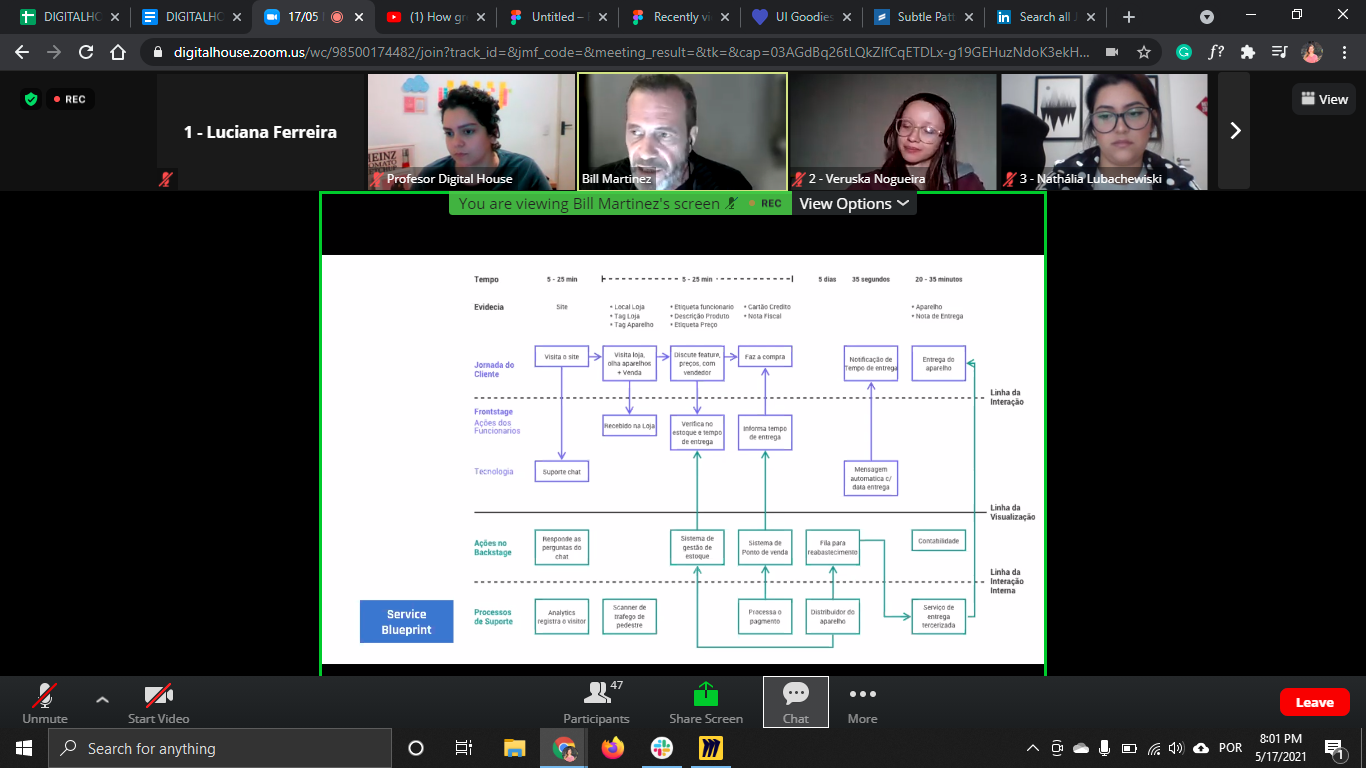 DIGITALHO
DIGITALHO
17/05
(1) How gr
Untitled –
Recently vi
UI Goodies
Subtle Patt
Search all J
digitalhouse.zoom.us/wc/98500174482/join?track_id=&jmf_code=&meeting_result=&tk=&cap=03AGdBq26tLQkZIfCqETDLx-g19GEHuzNdoK3ekH...
REC
View
1 - Luciana Ferreira
HEINZ
Profesor Digital House
Bill Martinez
2 - Veruska Nogueira
3 - Nathália Lubachewiski
You are viewing Bill Martinez's screen
REC
View Options
Tempo
5 - 25 min
5 - 25 min
5 dias
35 segundos
20 - 35 minutos
Evidecia
Site
• Local Loja
• Tag Loja
• Tag Aparelho
• Etiqueta funcionario
• Descrição Produto
• Etiqueta Preço
• Cartão Credito
• Nota Fiscal
• Aparelho
• Nota de Entrega
Jornada do
Cliente
Visita o site
Visita loja,
olha aparelhos
+ Venda
Discute feature,
preços, com
vendedor
Faz a compra
Notificação de
Tempo de entrega
Entrega do
aparelho
Linha da
Interação
Frontstage
Ações dos
Funcionarios
Recebido na Loja
Verifica no
estoque e tempo
de entrega
Informa tempo
de entrega
Tecnologia
Suporte chat
Mensagem
automatica c/
data entrega
Linha da
Visualização
Ações no
Backstage
Responde as
perguntas do
chat
Sistema de
gestão de
estoque
Sistema de
Ponto de venda
Fila para
reabastecimento
Contabilidade
Linha da
Interação
Interna
Service
Blueprint
Processos
de Suporte
Analytics
registra o visitor
Scanner de
trafego de
pedestre
Processa o
pagmento
Distribuidor do
aparelho
Serviço de
entrega
tercerizada
Unmute
Start Video
47
Participants
Share Screen
Chat
More
Leave
Search for anything
POR
8:01 PM
5/17/2021
1